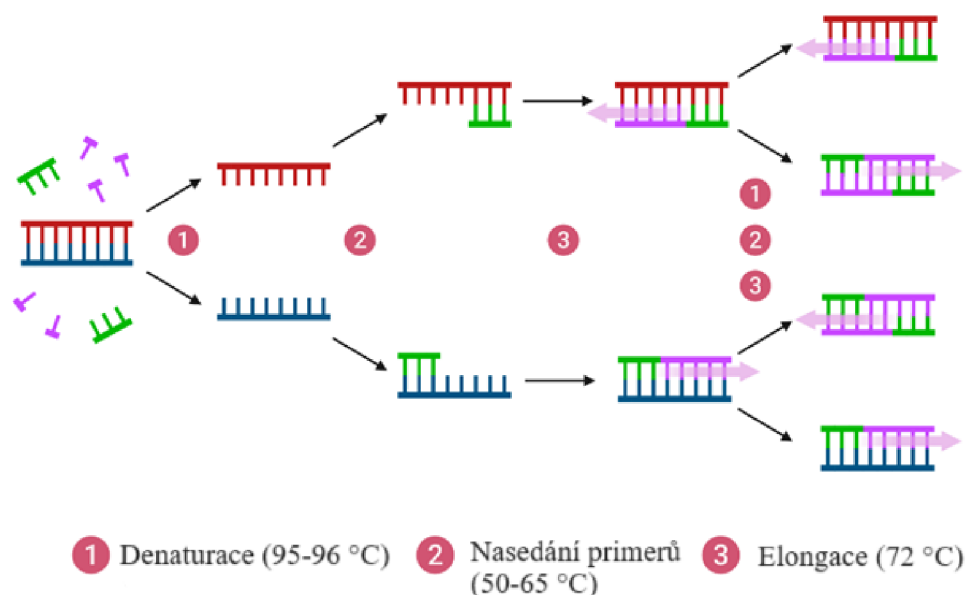 1
2
3
1
2
3
1 Denaturace (95-96 °C)
2 Nasedání primerů
(50-65 °C)
3 Elongace (72 °C)